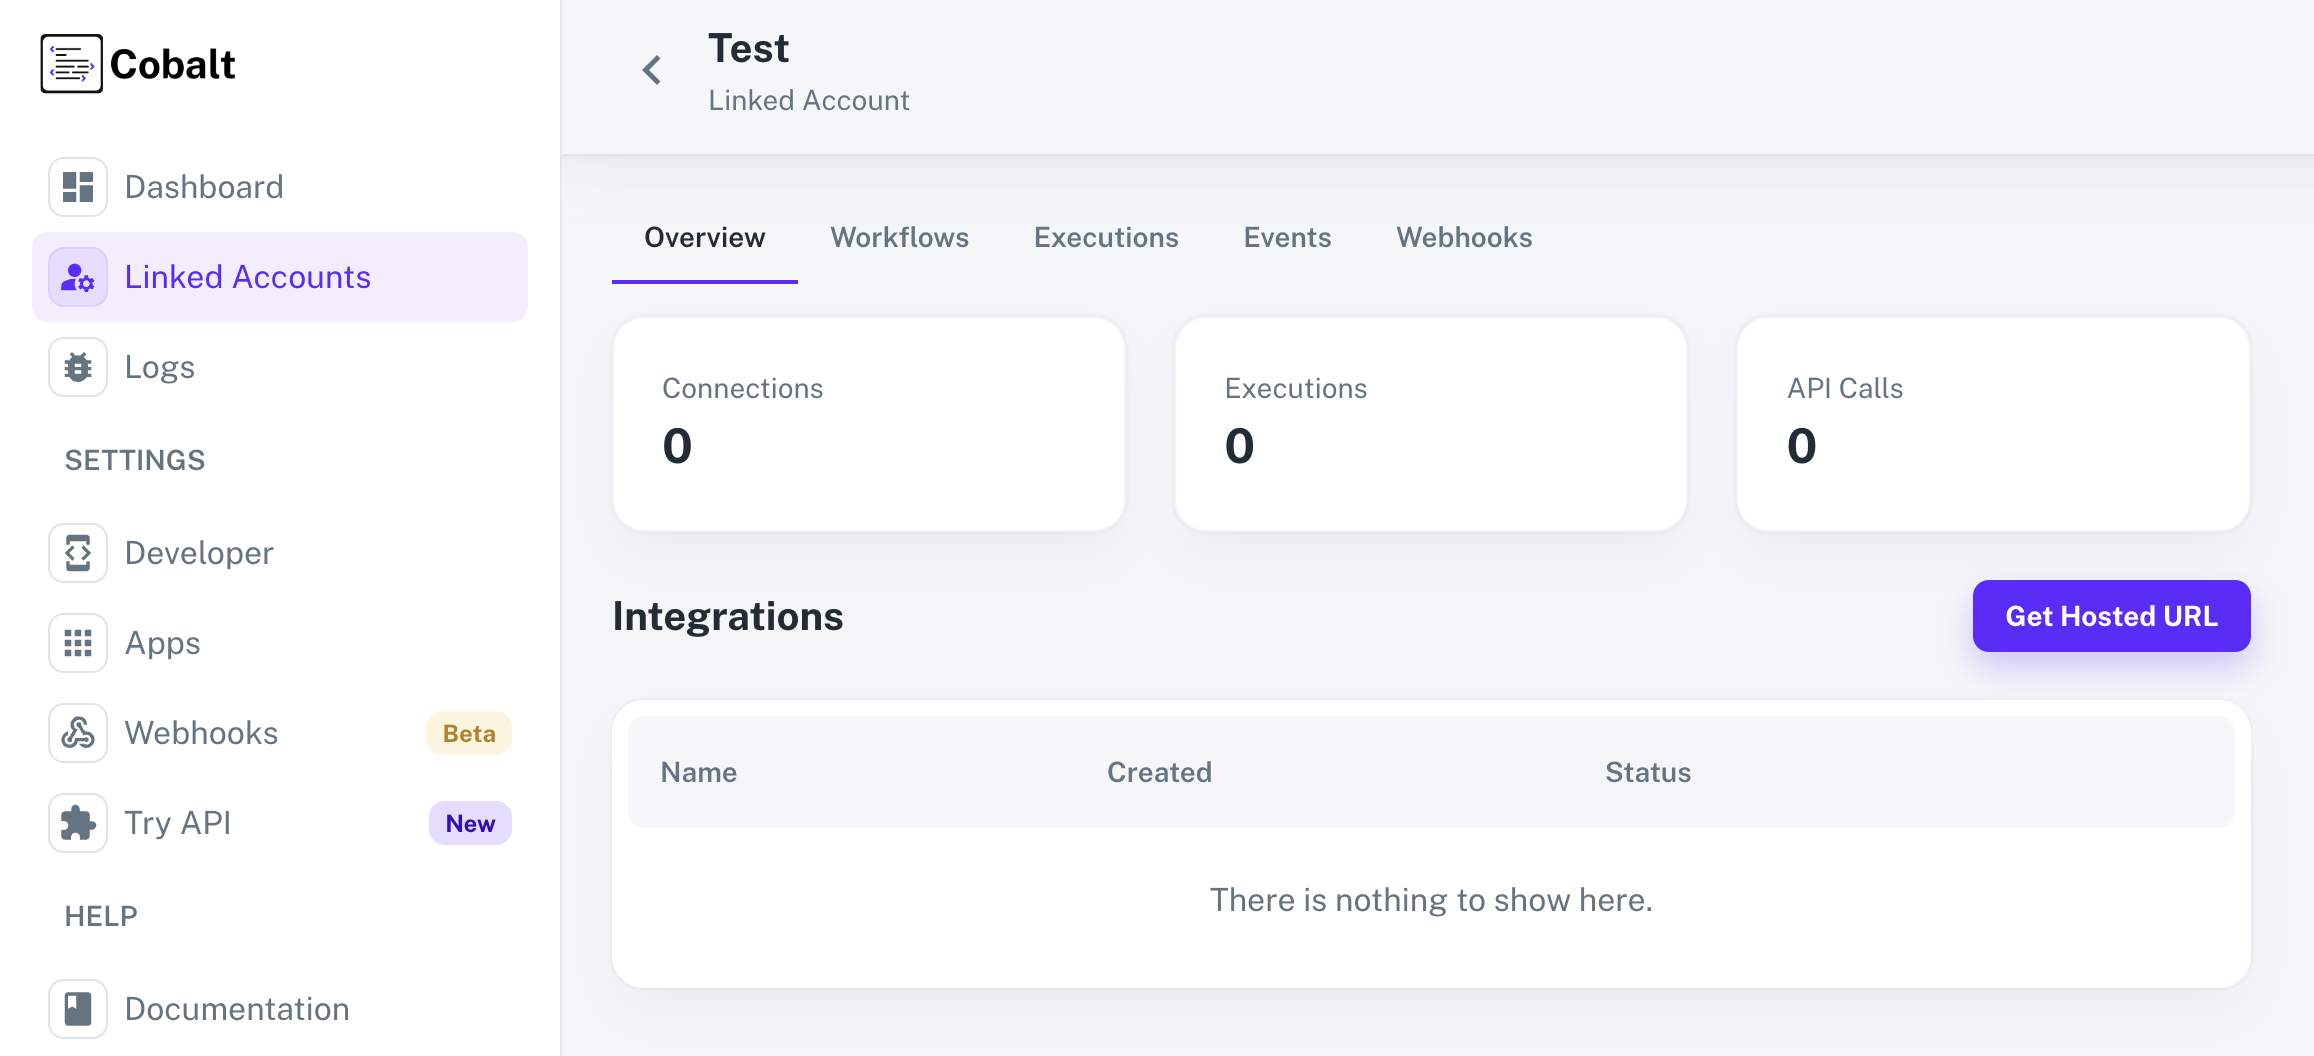 Cobalt
Dashboard
Linked Accounts
Logs
SETTINGS
Developer
Apps
Webhooks Beta
Try API New
HELP
Documentation
Test
Linked Account
Overview Workflows Executions Events Webhooks
Connections
0
Executions
0
API Calls
0
Integrations
Get Hosted URL
Name Created Status
There is nothing to show here.